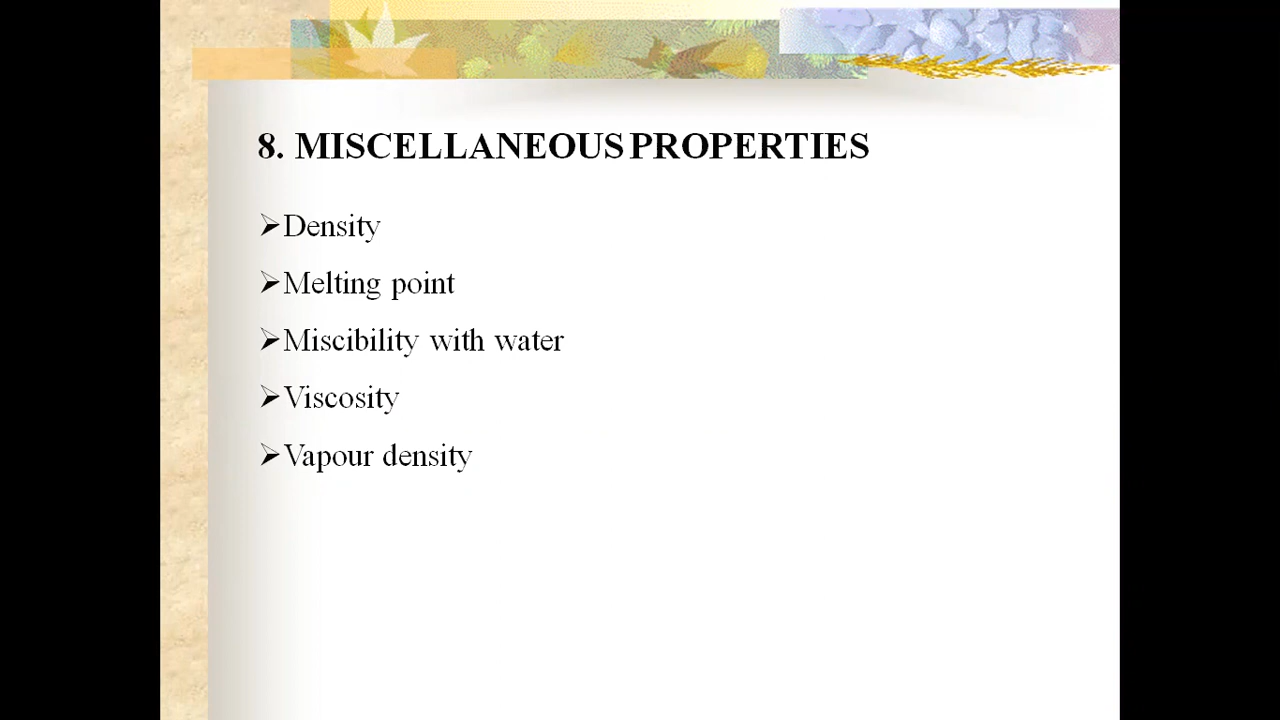 8. MISCELLANEOUS PROPERTIES
➢Density
➢Melting point
➢Miscibility with water
➢Viscosity
➢Vapour density